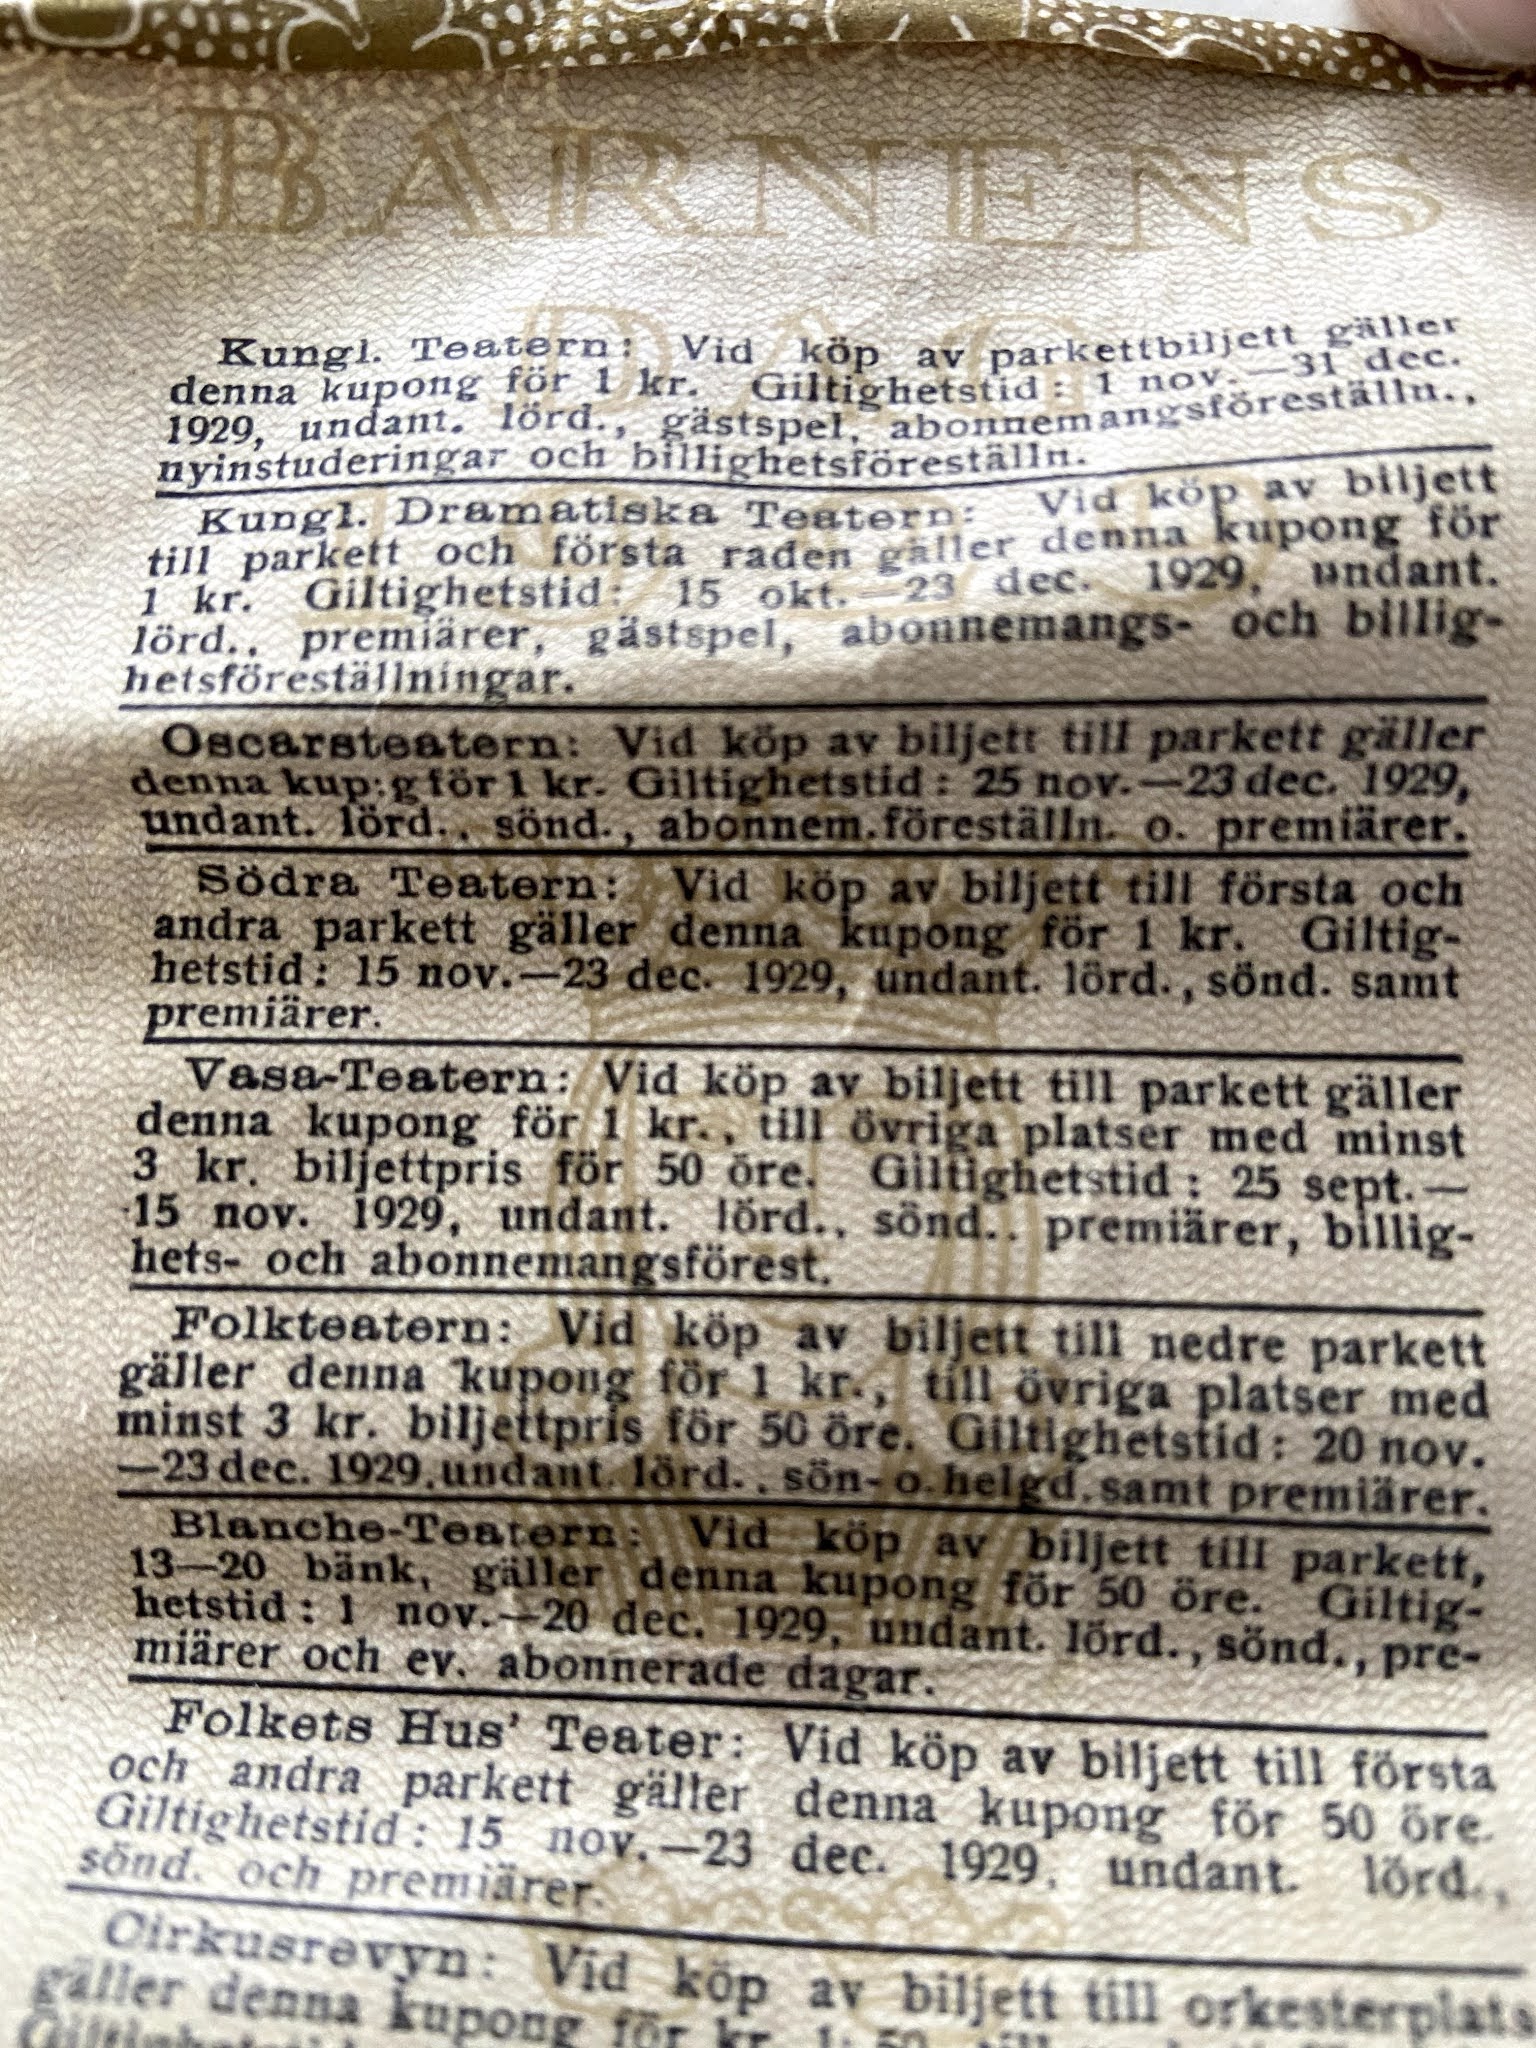 BARNENS
DAG
1929
Kungl. Teatern: Vid köp av parkettbiljett gäller
denna kupong för 1 kr. Giltighetstid: 1 nov.—31 dec.
1929, undant. lörd., gästspel, abonnemangsföreställn.,
nyinstuderingar och billighetsföreställn.
Kungl. Dramatiska Teatern: Vid köp av biljett
till parkett och första raden gäller denna kupong för
1 kr. Giltighetstid: 15 okt.—23 dec. 1929, undant.
lörd., premiärer, gästspel, abonnemangs- och billig-
hetsföreställningar.
Oscarsteatern: Vid köp av biljett till parkett gäller
denna kup:g för 1 kr. Giltighetstid: 25 nov.—23 dec. 1929,
undant. lörd., sönd., abonnem.föreställn. o. premiärer.
Södra Teatern: Vid köp av biljett till första och
andra parkett gäller denna kupong för 1 kr. Giltig-
hetstid: 15 nov.—23 dec. 1929, undant. lörd., sönd. samt
premiärer.
Vasa-Teatern: Vid köp av biljett till parkett gäller
denna kupong för 1 kr., till övriga platser med minst
3 kr. biljettpris för 50 öre. Giltighetstid: 25 sept.—
15 nov. 1929, undant. lörd., sönd., premiärer, billig-
hets- och abonnemangsförest.
Folkteatern: Vid köp av biljett till nedre parkett
gäller denna kupong för 1 kr., till övriga platser med
minst 3 kr. biljettpris för 50 öre. Giltighetstid: 20 nov.
—23 dec. 1929, undant. lörd., sön- o. helgd. samt premiärer.
Blanche-Teatern: Vid köp av biljett till parkett,
13—20 bänk, gäller denna kupong för 50 öre. Giltig-
hetstid: 1 nov.—20 dec. 1929, undant. lörd., sönd., pre-
miärer och ev. abonnerade dagar.
Folkets Hus' Teater: Vid köp av biljett till första
och andra parkett gäller denna kupong för 50 öre.
Giltighetstid: 15 nov.—23 dec. 1929, undant. lörd.,
sönd. och premiärer.
Cirkusrevyn: Vid köp av biljett till orkesterplats
gäller denna kupong för kr. 1: 50, till
Giltighetstid